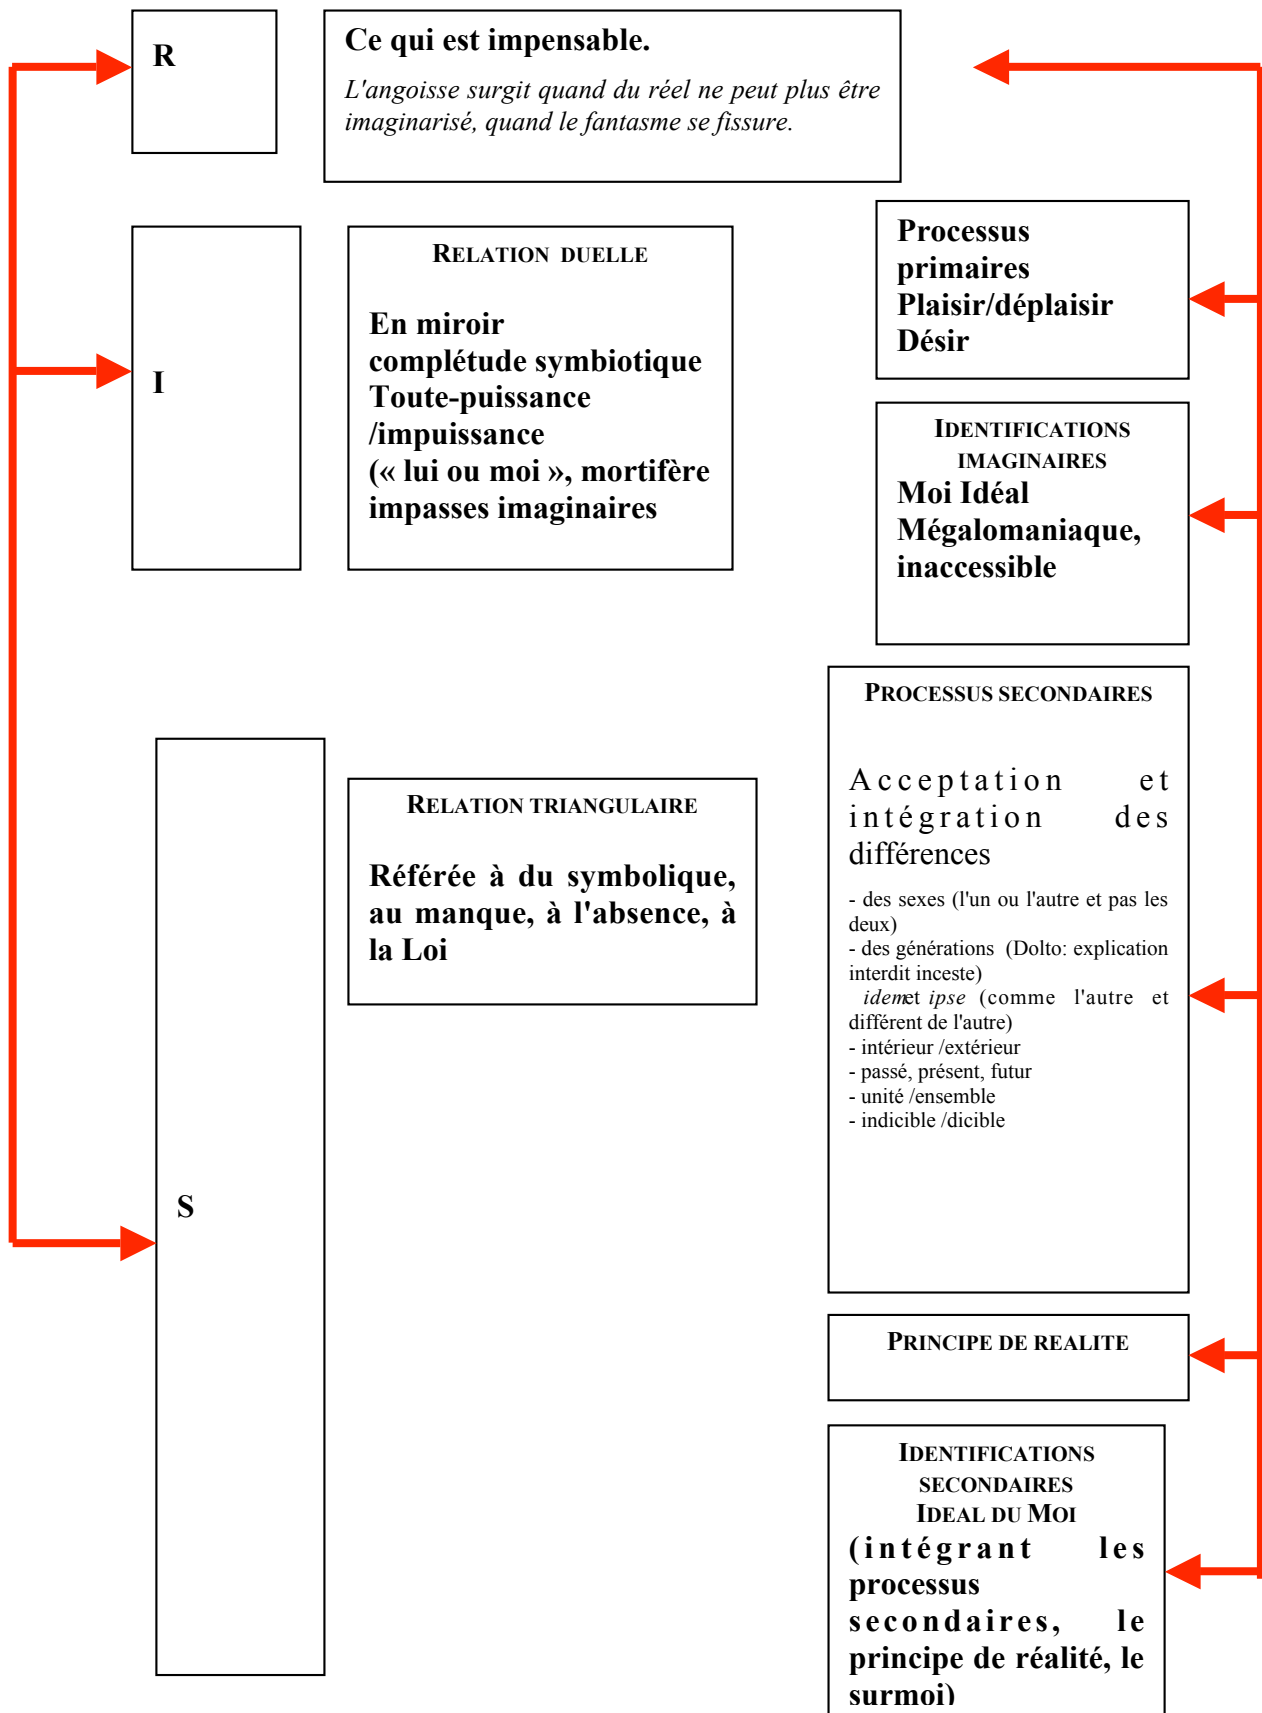 R
Ce qui est impensable.
L'angoisse surgit quand du réel ne peut plus être
imaginarisé, quand le fantasme se fissure.
I
RELATION DUELLE
En miroir
complétude symbiotique
Toute-puissance
/impuissance
(« lui ou moi », mortifère
impasses imaginaires
Processus
primaires
Plaisir/déplaisir
Désir
IDENTIFICATIONS
IMAGINAIRES
Moi Idéal
Mégalomaniaque,
inaccessible
S
RELATION TRIANGULAIRE
Référée à du symbolique,
au manque, à l'absence, à
la Loi
PROCESSUS SECONDAIRES
Acceptation et
intégration des
différences
- des sexes (l'un ou l'autre et pas les
deux)
- des générations (Dolto: explication
interdit inceste)
idemet ipse (comme l'autre et
différent de l'autre)
- intérieur /extérieur
- passé, présent, futur
- unité /ensemble
- indicible /dicible
PRINCIPE DE REALITE
IDENTIFICATIONS
SECONDAIRES
IDEAL DU MOI
(intégrant les
processus
secondaires, le
principe de réalité, le
surmoi)